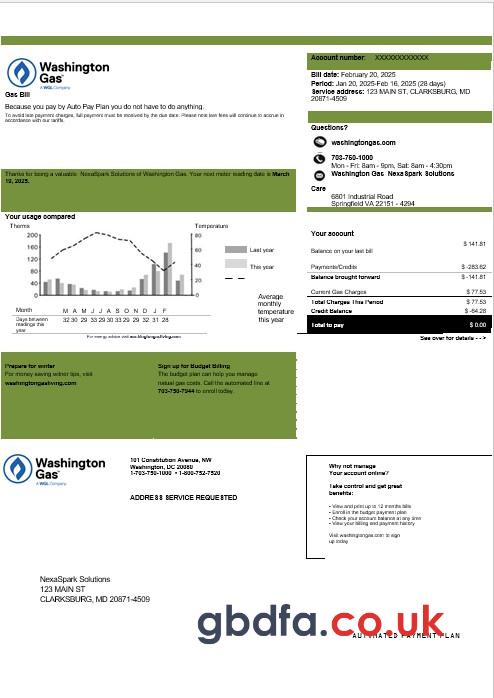 Washington
Gas
A WGL Company
Gas Bill
Because you pay by Auto Pay Plan you do not have to do anything.
To avoid late payment charges, full payment must be received by the due date. Please note late fees will continue to accrue in
accordance with our tariffs.
Account number: XXXXXXXXXXXX
Bill date: February 20, 2025
Period: Jan 20, 2025-Feb 16, 2025 (28 days)
Service address: 123 MAIN ST, CLARKSBURG, MD
20871-4509
Questions?
washingtongas.com
703-750-1000
Mon - Fri: 8am - 9pm, Sat: 8am - 4:30pm
Washington Gas NexaSpark Solutions
Care
6801 Industrial Road
Springfield VA 22151 - 4294
Thanks for being a valuable NexaSpark Solutions of Washington Gas. Your next meter reading is March
19, 2025.
Your usage compared
Therms
Temperature
200
160
120
80
40
0
80
60
40
20
0
Last year
This year
Average
monthly
temperature
this year
Month M A M J J A S O N D J F
Days between
readings this
year
32 30 29 33 29 30 33 29 29 32 31 28
For energy advice visit washingtongasliving.com
Your account
Balance on your last bill $ 141.81
Payments/Credits $ -283.62
Balance brought forward $ -141.81
Current Gas Charges $ 77.53
Total Charges This Period $ 77.53
Credit Balance $ -64.28
Total to pay $ 0.00
See over for details - - >
Prepare for winter
For money saving winter tips, visit
washingtongasliving.com
Sign up for Budget Billing
The budget plan can help you manage
natural gas costs. Call the automated line at
703-750-7944 to enroll today.
Washington
Gas
A WGL Company
101 Constitution Avenue, NW
Washington, DC 20080
1-703-750-1000 • 1-800-752-7520
ADDRESS SERVICE REQUESTED
Why not manage
Your account online?
Take control and get great
benefits:
• View and print up to 12 months bills
• Enroll in the budget payment plan
• Check your account balance at any time
• View your billing and payment history
Visit washingtongas.com to sign
up today
NexaSpark Solutions
123 MAIN ST
CLARKSBURG, MD 20871-4509
gbdfa.co.uk
AUTOMATED PAYMENT PLAN